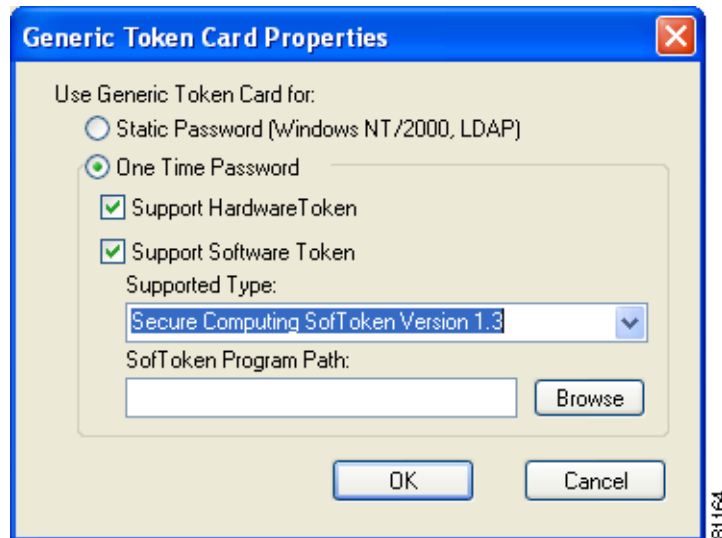 Generic Token Card Properties
Use Generic Token Card for:
Static Password (Windows NT/2000, LDAP)
One Time Password
Support HardwareToken
Support Software Token
Supported Type:
Secure Computing SofToken Version 1.3
SofToken Program Path:
Browse
OK
Cancel
81164